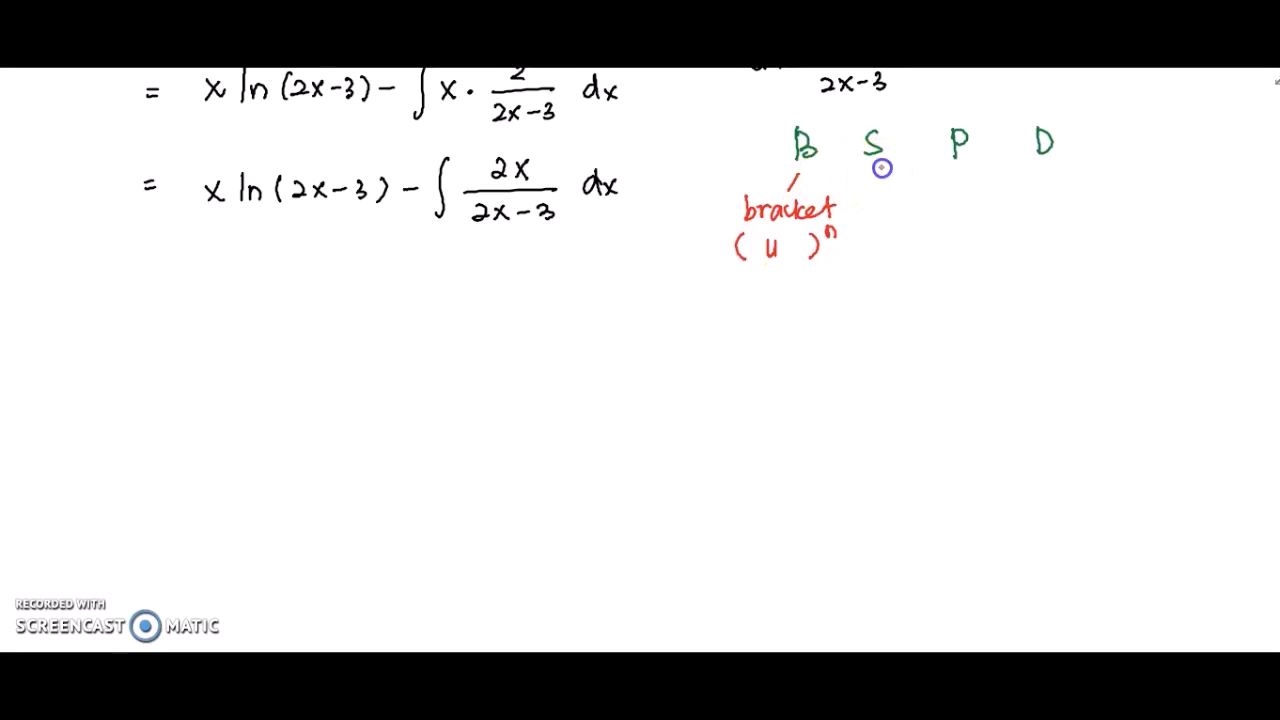 = x ln (2x-3) - ∫ x · 2/(2x-3) dx
2x-3
B S P D
= x ln (2x-3) - ∫ 2x/(2x-3) dx
bracket
( u )ⁿ
RECORDED WITH
SCREENCAST MATIC